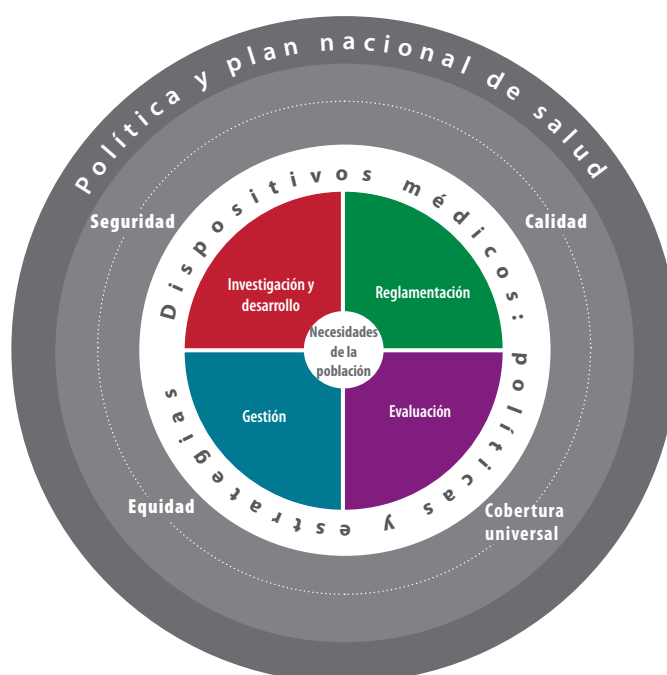 Política y plan nacional de salud
Seguridad
Calidad
Dispositivos médicos: políticas y estrategias
Investigación y
desarrollo
Reglamentación
Necesidades
de la
población
Gestión
Evaluación
Equidad
Cobertura
universal